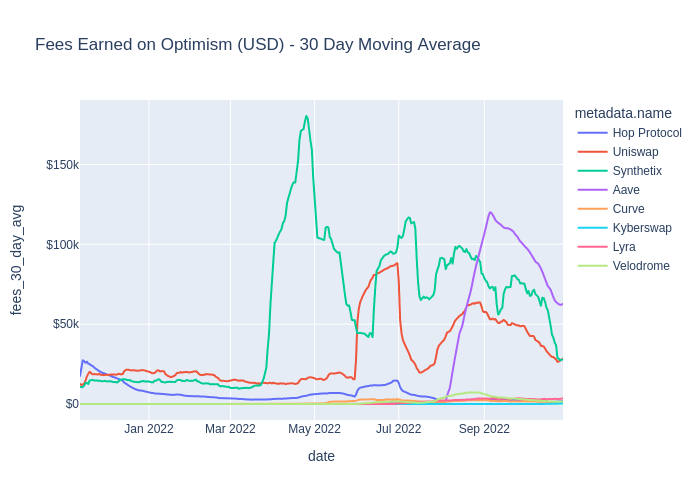 Fees Earned on Optimism (USD) - 30 Day Moving Average
metadata.name
Hop Protocol
Uniswap
Synthetix
Aave
Curve
Kyberswap
Lyra
Velodrome
fees_30_day_avg
$150k
$100k
$50k
$0
Jan 2022
Mar 2022
May 2022
Jul 2022
Sep 2022
date